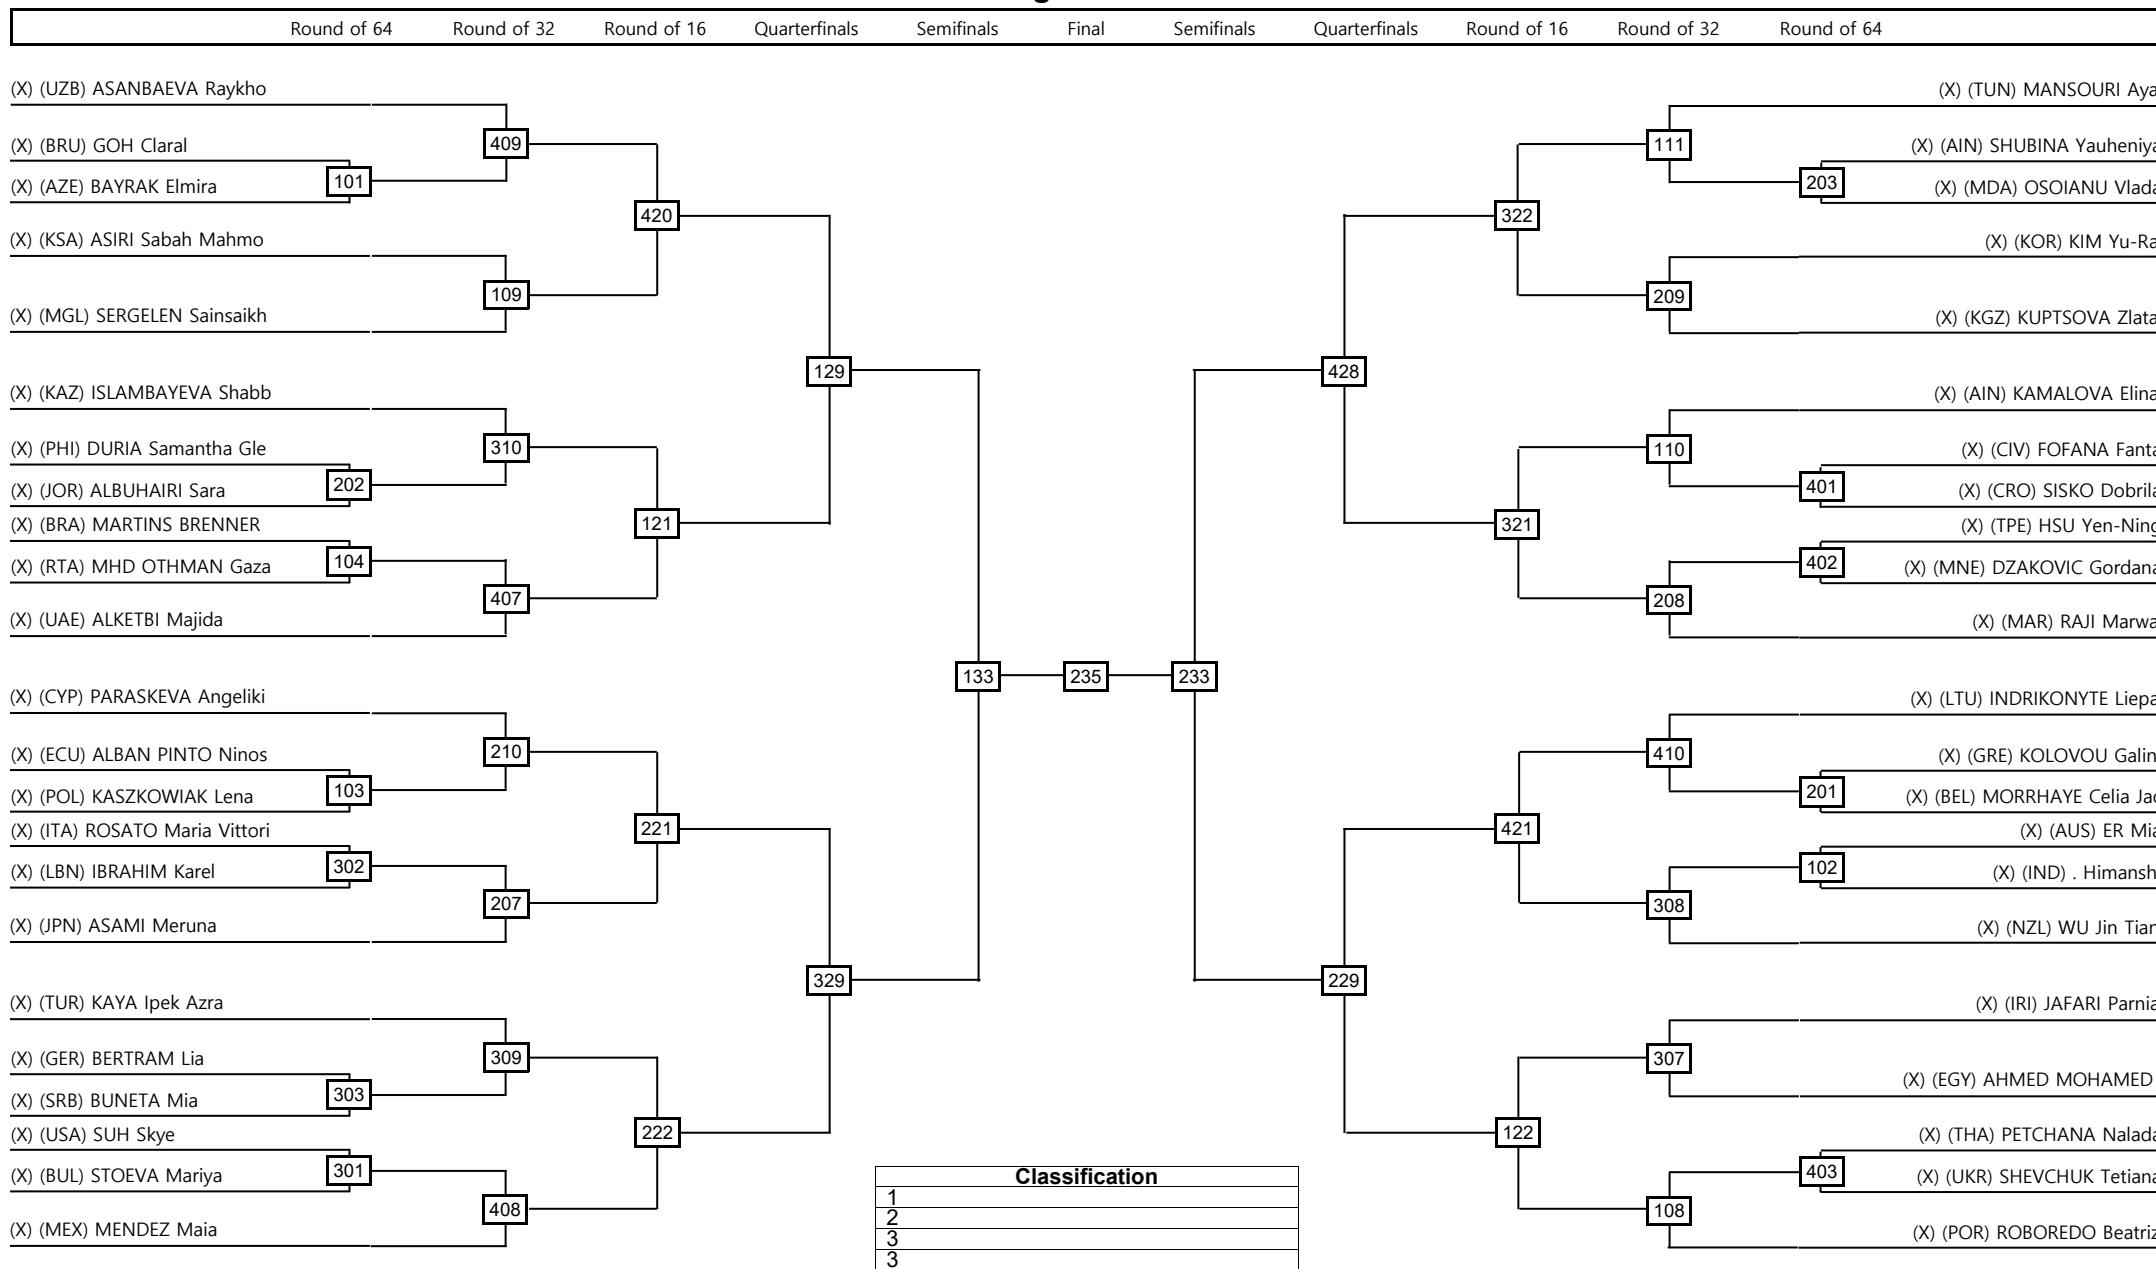 Round of 64 Round of 32 Round of 16 Quarterfinals Semifinals Final Semifinals Quarterfinals Round of 16 Round of 32 Round of 64
(X) (UZB) ASANBAEVA Raykho
409
(X) (BRU) GOH Claral
101
(X) (AZE) BAYRAK Elmira
420
(X) (KSA) ASIRI Sabah Mahmo
109
(X) (MGL) SERGELEN Sainsaikh
129
(X) (KAZ) ISLAMBAYEVA Shabb
310
(X) (PHI) DURIA Samantha Gle
202
(X) (JOR) ALBUHAIRI Sara
121
(X) (BRA) MARTINS BRENNER
104
(X) (RTA) MHD OTHMAN Gaza
407
(X) (UAE) ALKETBI Majida
133
235
233
(X) (CYP) PARASKEVA Angeliki
210
(X) (ECU) ALBAN PINTO Ninos
103
(X) (POL) KASZKOWIAK Lena
221
(X) (ITA) ROSATO Maria Vittori
302
(X) (LBN) IBRAHIM Karel
207
(X) (JPN) ASAMI Meruna
329
(X) (TUR) KAYA Ipek Azra
309
(X) (GER) BERTRAM Lia
303
(X) (SRB) BUNETA Mia
222
(X) (USA) SUH Skye
301
(X) (BUL) STOEVA Mariya
408
(X) (MEX) MENDEZ Maia
(X) (TUN) MANSOURI Aya
111
(X) (AIN) SHUBINA Yauheniya
203
(X) (MDA) OSOIANU Vlada
322
(X) (KOR) KIM Yu-Ra
209
(X) (KGZ) KUPTSOVA Zlata
428
(X) (AIN) KAMALOVA Elina
110
(X) (CIV) FOFANA Fanta
401
(X) (CRO) SISKO Dobrila
321
(X) (TPE) HSU Yen-Ning
402
(X) (MNE) DZAKOVIC Gordana
208
(X) (MAR) RAJI Marwa
(X) (LTU) INDRIKONYTE Liepa
410
(X) (GRE) KOLOVOU Galin
201
(X) (BEL) MORRHAYE Celia Jac
421
(X) (AUS) ER Mia
102
(X) (IND) . Himansh
308
(X) (NZL) WU Jin Tian
229
(X) (IRI) JAFARI Parnia
307
(X) (EGY) AHMED MOHAMED
122
(X) (THA) PETCHANA Nalada
403
(X) (UKR) SHEVCHUK Tetiana
108
(X) (POR) ROBOREDO Beatriz
Classification
1
2
3
3